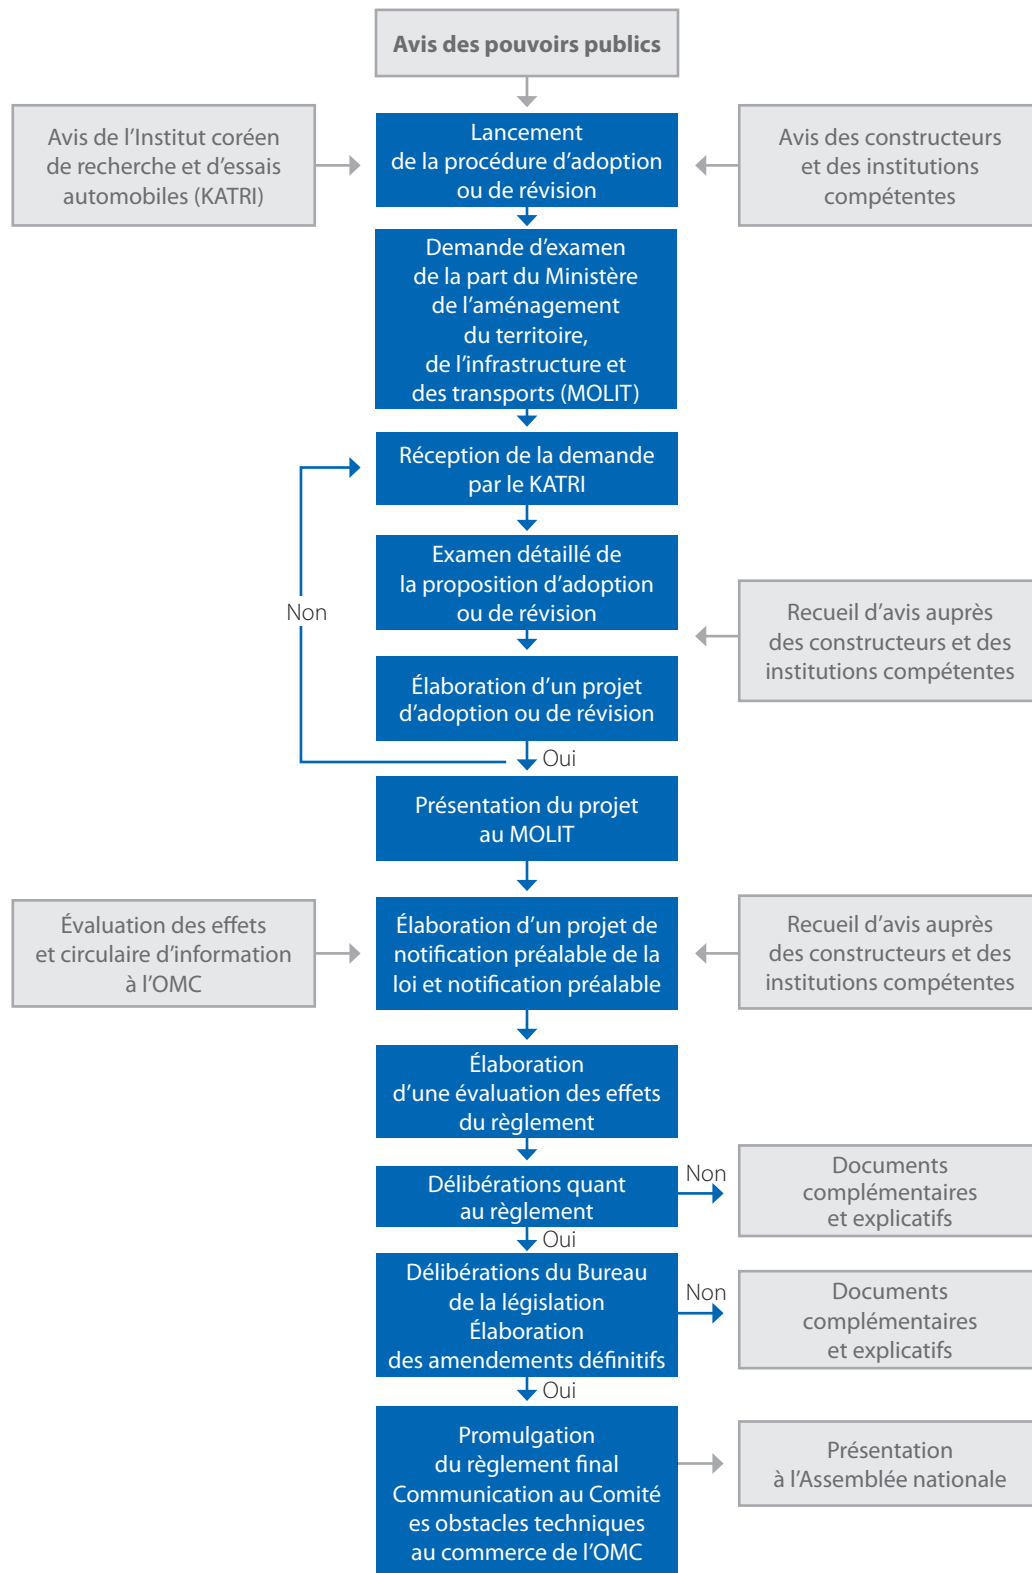 Avis des pouvoirs publics
Avis de l’Institut coréen
de recherche et d’essais
automobiles (KATRI)
Lancement
de la procédure d’adoption
ou de révision
Avis des constructeurs
et des institutions
compétentes
Demande d’examen
de la part du Ministère
de l’aménagement
du territoire,
de l’infrastructure et
des transports (MOLIT)
Réception de la demande
par le KATRI
Examen détaillé de
la proposition d’adoption
ou de révision
Non
Recueil d’avis auprès
des constructeurs et des
institutions compétentes
Élaboration d’un projet
d’adoption ou de révision
Oui
Présentation du projet
au MOLIT
Évaluation des effets
et circulaire d’information
à l’OMC
Élaboration d’un projet de
notification préalable de la
loi et notification préalable
Recueil d’avis auprès
des constructeurs et des
institutions compétentes
Élaboration
d’une évaluation des effets
du règlement
Délibérations quant
au règlement
Non
Documents
complémentaires
et explicatifs
Oui
Délibérations du Bureau
de la législation
Élaboration
des amendements définitifs
Non
Documents
complémentaires
et explicatifs
Oui
Promulgation
du règlement final
Communication au Comité
es obstacles techniques
au commerce de l’OMC
Présentation
à l’Assemblée nationale